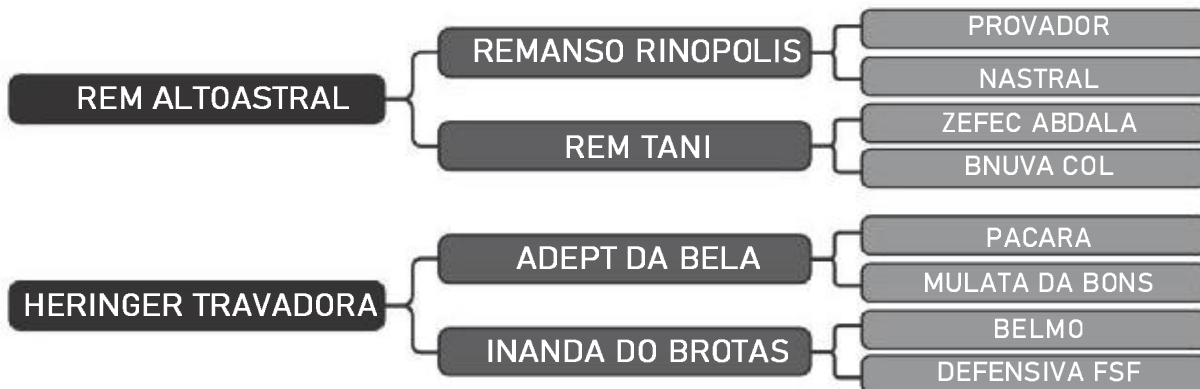 PROVADOR
REMANSO RINOPOLIS
NASTRAL
REM ALTOASTRAL
ZEFEC ABDALA
REM TANI
BNUVA COL
PACARA
ADEPT DA BELA
MULATA DA BONS
HERINGER TRAVADORA
BELMO
INANDA DO BROTAS
DEFENSIVA FSF